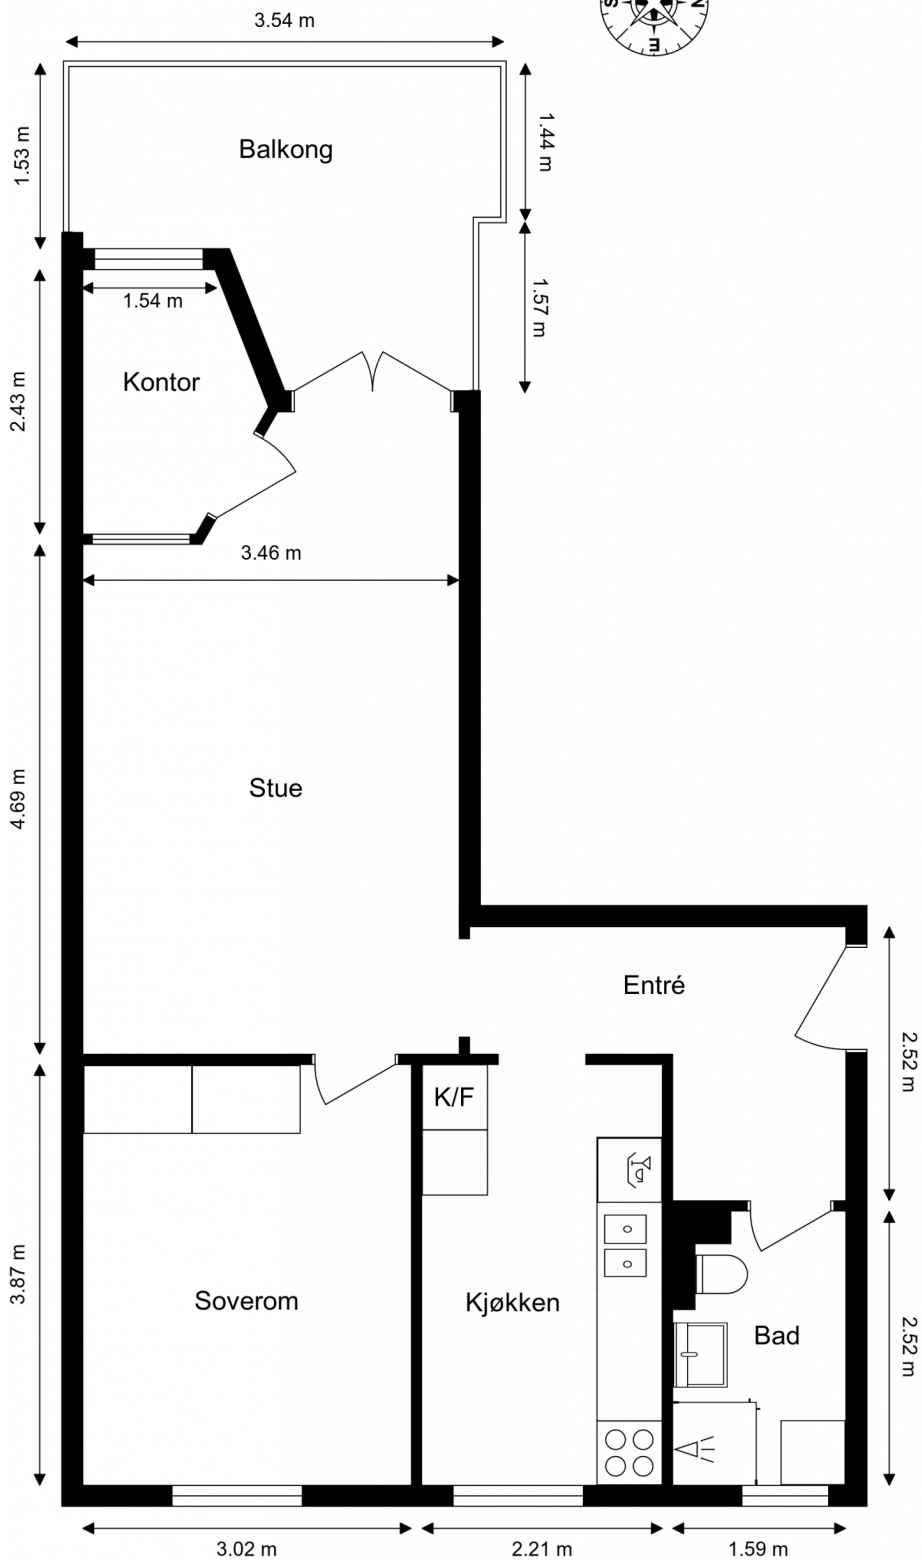 S
N
E
3.54 m
1.53 m
Balkong
1.44 m
1.57 m
1.54 m
Kontor
2.43 m
3.46 m
4.69 m
Stue
Entré
2.52 m
K/F
3.87 m
Soverom
Kjøkken
Bad
2.52 m
3.02 m
2.21 m
1.59 m